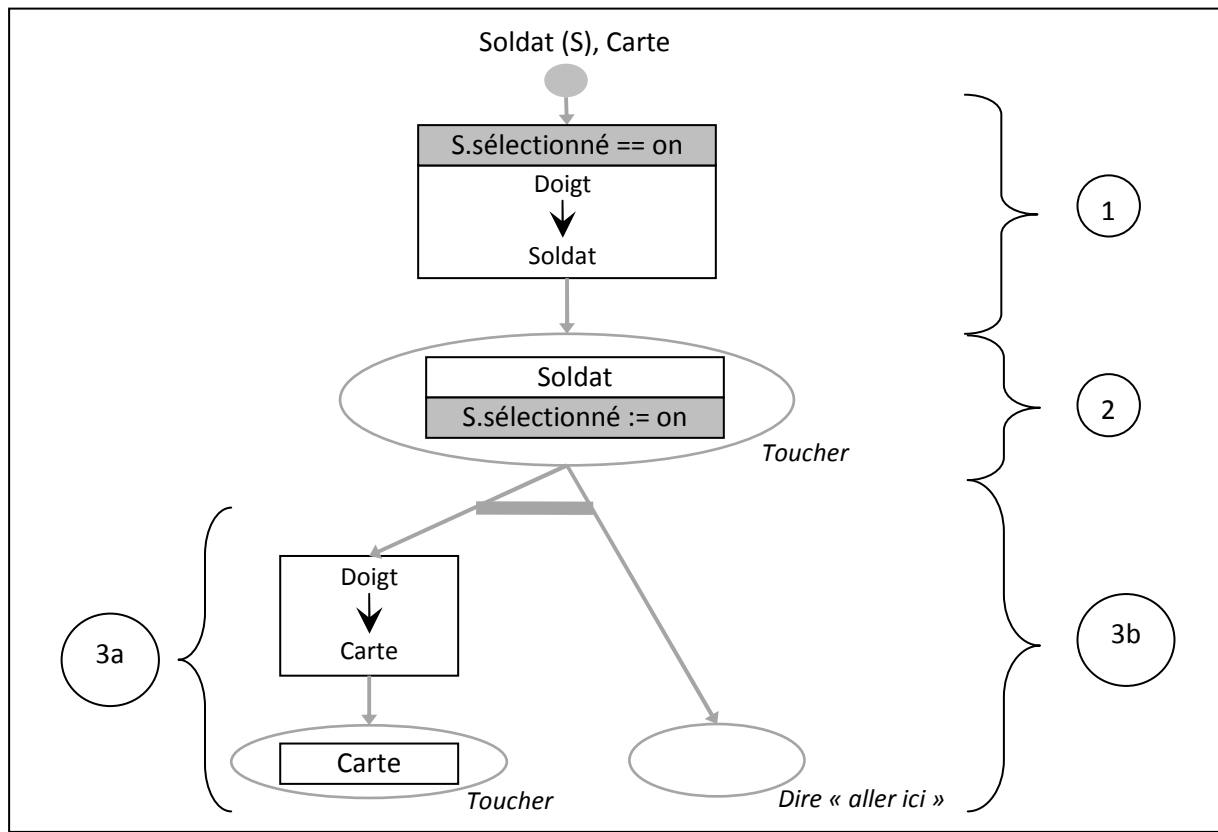 Soldat (S), Carte
S.sélectionné == on
Doigt
Soldat
1
Soldat
S.sélectionné := on
Toucher
2
Doigt
Carte
3a
3b
Carte
Toucher
Dire « aller ici »